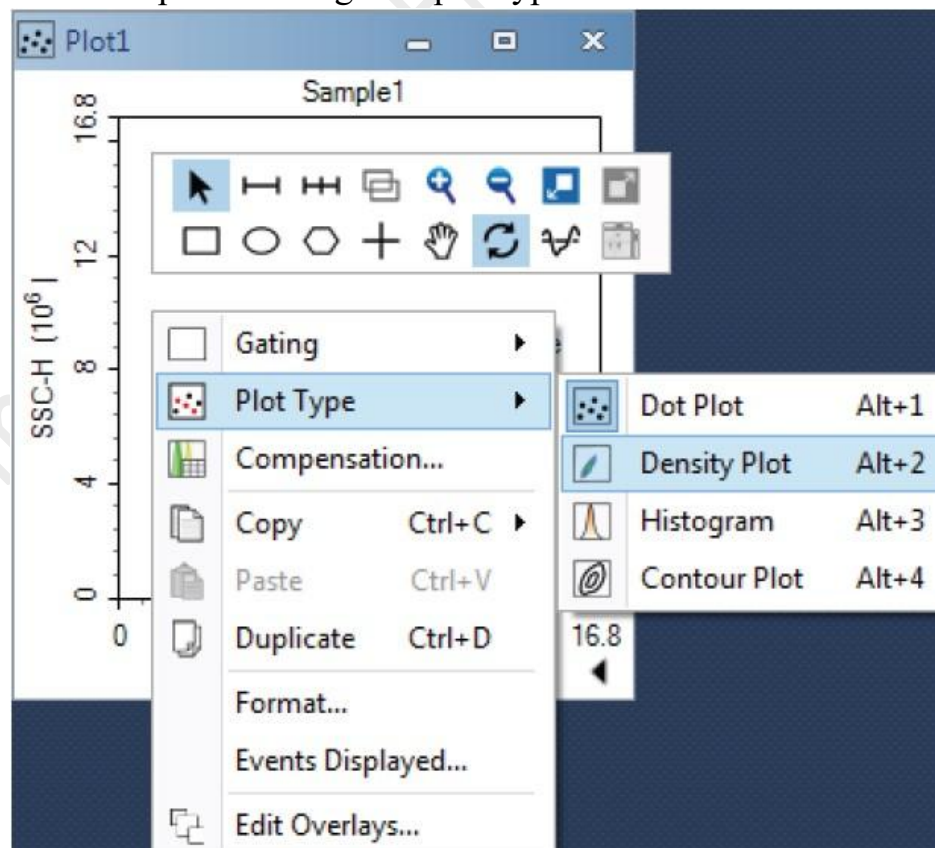 Plot1
Sample1
16.8
12
8
4
0
SSC-H (10⁶)
0
16.8
Gating
Plot Type
Compensation...
Copy Ctrl+C
Paste Ctrl+V
Duplicate Ctrl+D
Format...
Events Displayed...
Edit Overlays...
Dot Plot Alt+1
Density Plot Alt+2
Histogram Alt+3
Contour Plot Alt+4